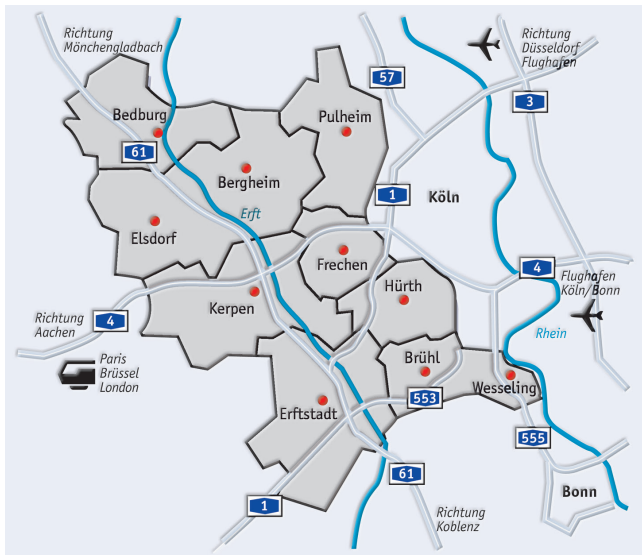 Richtung
Mönchengladbach
Richtung
Düsseldorf
Flughafen
57
3
Bedburg
Pulheim
61
Bergheim
1
Köln
Erft
Elsdorf
Frechen
4
Flughafen
Köln/Bonn
Hürth
Kerpen
Richtung
Aachen
4
Rhein
Paris
Brüssel
London
Brühl
Wesseling
553
Erftstadt
555
61
Bonn
1
Richtung
Koblenz